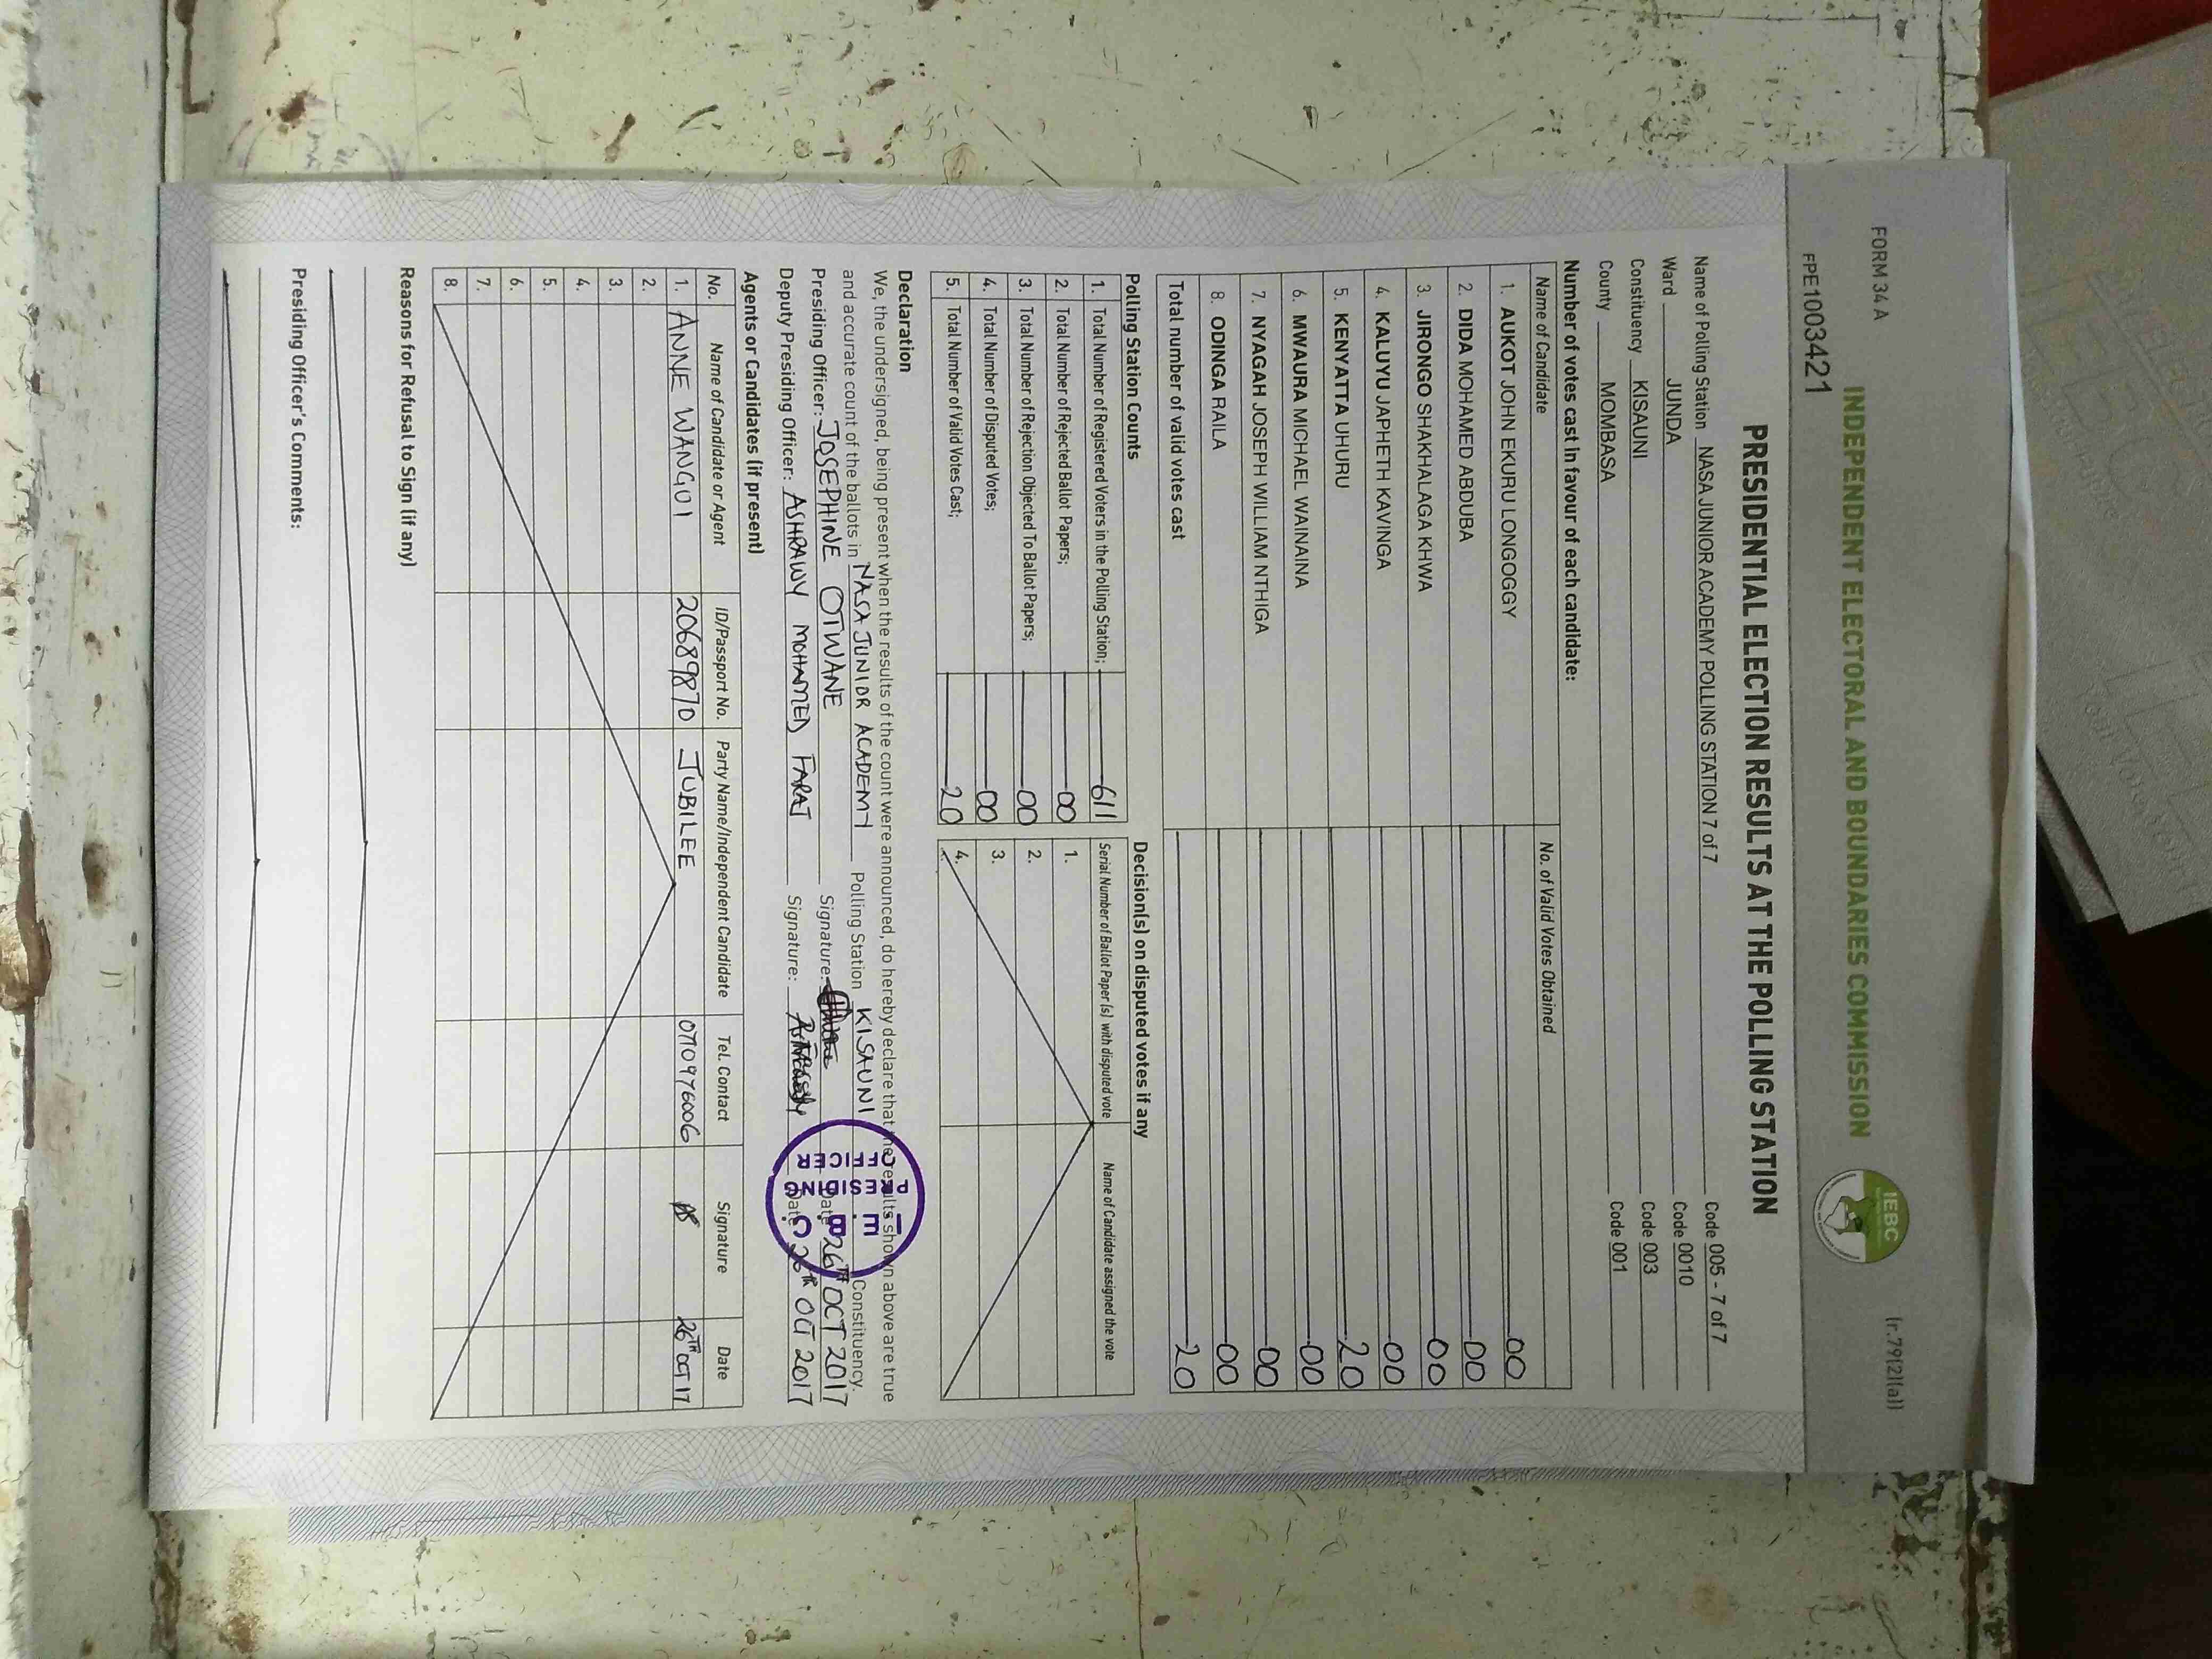 FORM 34 A
(r.79(2)(a))
INDEPENDENT ELECTORAL AND BOUNDARIES COMMISSION
IEBC
FPE1003421
PRESIDENTIAL ELECTION RESULTS AT THE POLLING STATION
Name of Polling Station NASA JUNIOR ACADEMY POLLING STATION 7 of 7 Code 005 - 7 of 7
Ward JUNDA Code 0010
Constituency KISAUNI Code 003
County MOMBASA Code 001
Number of votes cast in favour of each candidate:
Name of Candidate No. of Valid Votes Obtained
1. AUKOT JOHN EKURU LONGOGGY 00
2. DIDA MOHAMED ABDUBA 00
3. JIRONGO SHAKHALAGA KHWA 00
4. KALUYU JAPHETH KAVINGA 00
5. KENYATTA UHURU 20
6. MWAURA MICHAEL WAINAINA 00
7. NYAGAH JOSEPH WILLIAM NTHIGA 00
8. ODINGA RAILA 00
Total number of valid votes cast 20
Polling Station Counts
1. Total Number of Registered Voters in the Polling Station; 611
2. Total Number of Rejected Ballot Papers; 00
3. Total Number of Rejection Objected To Ballot Papers; 00
4. Total Number of Disputed Votes; 00
5. Total Number of Valid Votes Cast; 20
Decision(s) on disputed votes if any
Serial Number of Ballot Paper (s) with disputed vote Name of Candidate assigned the vote
1.
2.
3.
4.
Declaration
We, the undersigned, being present when the results of the count were announced, do hereby declare that the results shown above are true
and accurate count of the ballots in NASA JUNIOR ACADEMY Polling Station KISAUNI Constituency.
Presiding Officer: JOSEPHINE OTWANE Signature: Date 26TH OCT 2017
Deputy Presiding Officer: ASHRAWY MOHAMED FARAJ Signature: Date 26TH OCT 2017
I.E.B.C.
PRESIDING
OFFICER
Agents or Candidates (if present)
No. Name of Candidate or Agent ID/Passport No. Party Name/Independent Candidate Tel. Contact Signature Date
1. ANNE WANGOI 20689870 JUBILEE 0710976006 26TH OCT 17
2.
3.
4.
5.
6.
7.
8.
Reasons for Refusal to Sign (if any)
Presiding Officer's Comments: